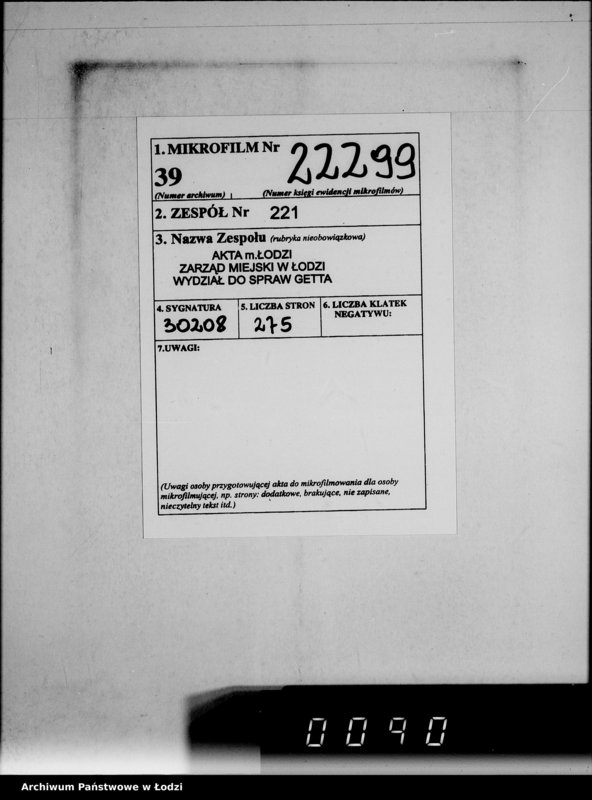 1. MIKROFILM Nr 22299
39
(Numer archiwum) (Numer księgi ewidencji mikrofilmów)
2. ZESPÓŁ Nr 221
3. Nazwa Zespołu (rubryka nieobowiązkowa)
AKTA m.ŁODZI
ZARZĄD MIEJSKI W ŁODZI
WYDZIAŁ DO SPRAW GETTA
4. SYGNATURA 5. LICZBA STRON 6. LICZBA KLATEK
NEGATYWU:
30208 275
7.UWAGI:
(Uwagi osoby przygotowującej akta do mikrofilmowania dla osoby
mikrofilmującej, np. strony: dodatkowe, brakujące, nie zapisane,
nieczytelny tekst itd.)
0090
Archiwum Państwowe w Łodzi